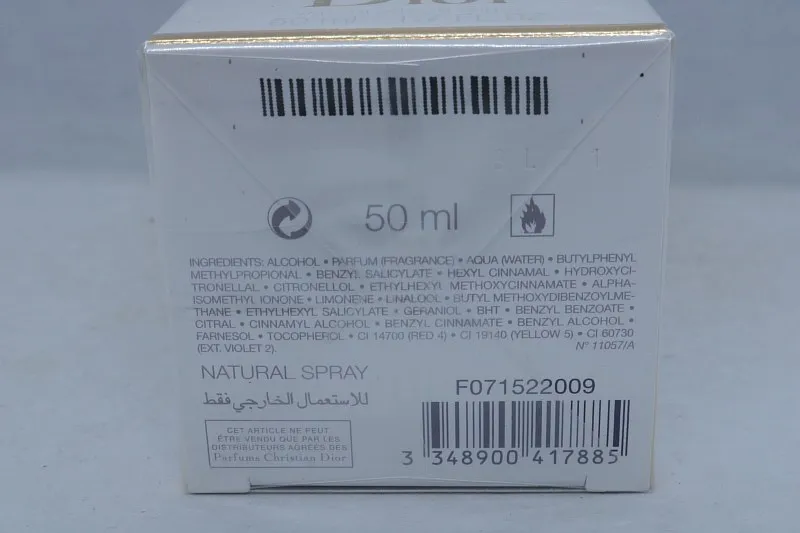 Dior
50 ml
INGREDIENTS: ALCOHOL • PARFUM (FRAGRANCE) • AQUA (WATER) • BUTYLPHENYL
METHYLPROPIONAL • BENZYL SALICYLATE • HEXYL CINNAMAL • HYDROXYCI-
TRONELLAL • CITRONELLOL • ETHYLHEXYL METHOXYCINNAMATE • ALPHA-
ISOMETHYL IONONE • LIMONENE • LINALOOL • BUTYL METHOXYDIBENZOYLME-
THANE • ETHYLHEXYL SALICYLATE • GERANIOL • BHT • BENZYL BENZOATE •
CITRAL • CINNAMYL ALCOHOL • BENZYL CINNAMATE • BENZYL ALCOHOL •
FARNESOL • TOCOPHEROL • CI 14700 (RED 4) • CI 19140 (YELLOW 5) • CI 60730
(EXT. VIOLET 2). N° 11057/A
NATURAL SPRAY
للاستعمال الخارجي فقط
F071522009
CET ARTICLE NE PEUT
ÊTRE VENDU QUE PAR LES
DISTRIBUTEURS AGRÉÉS DES
Parfums Christian Dior
3 348900 417885